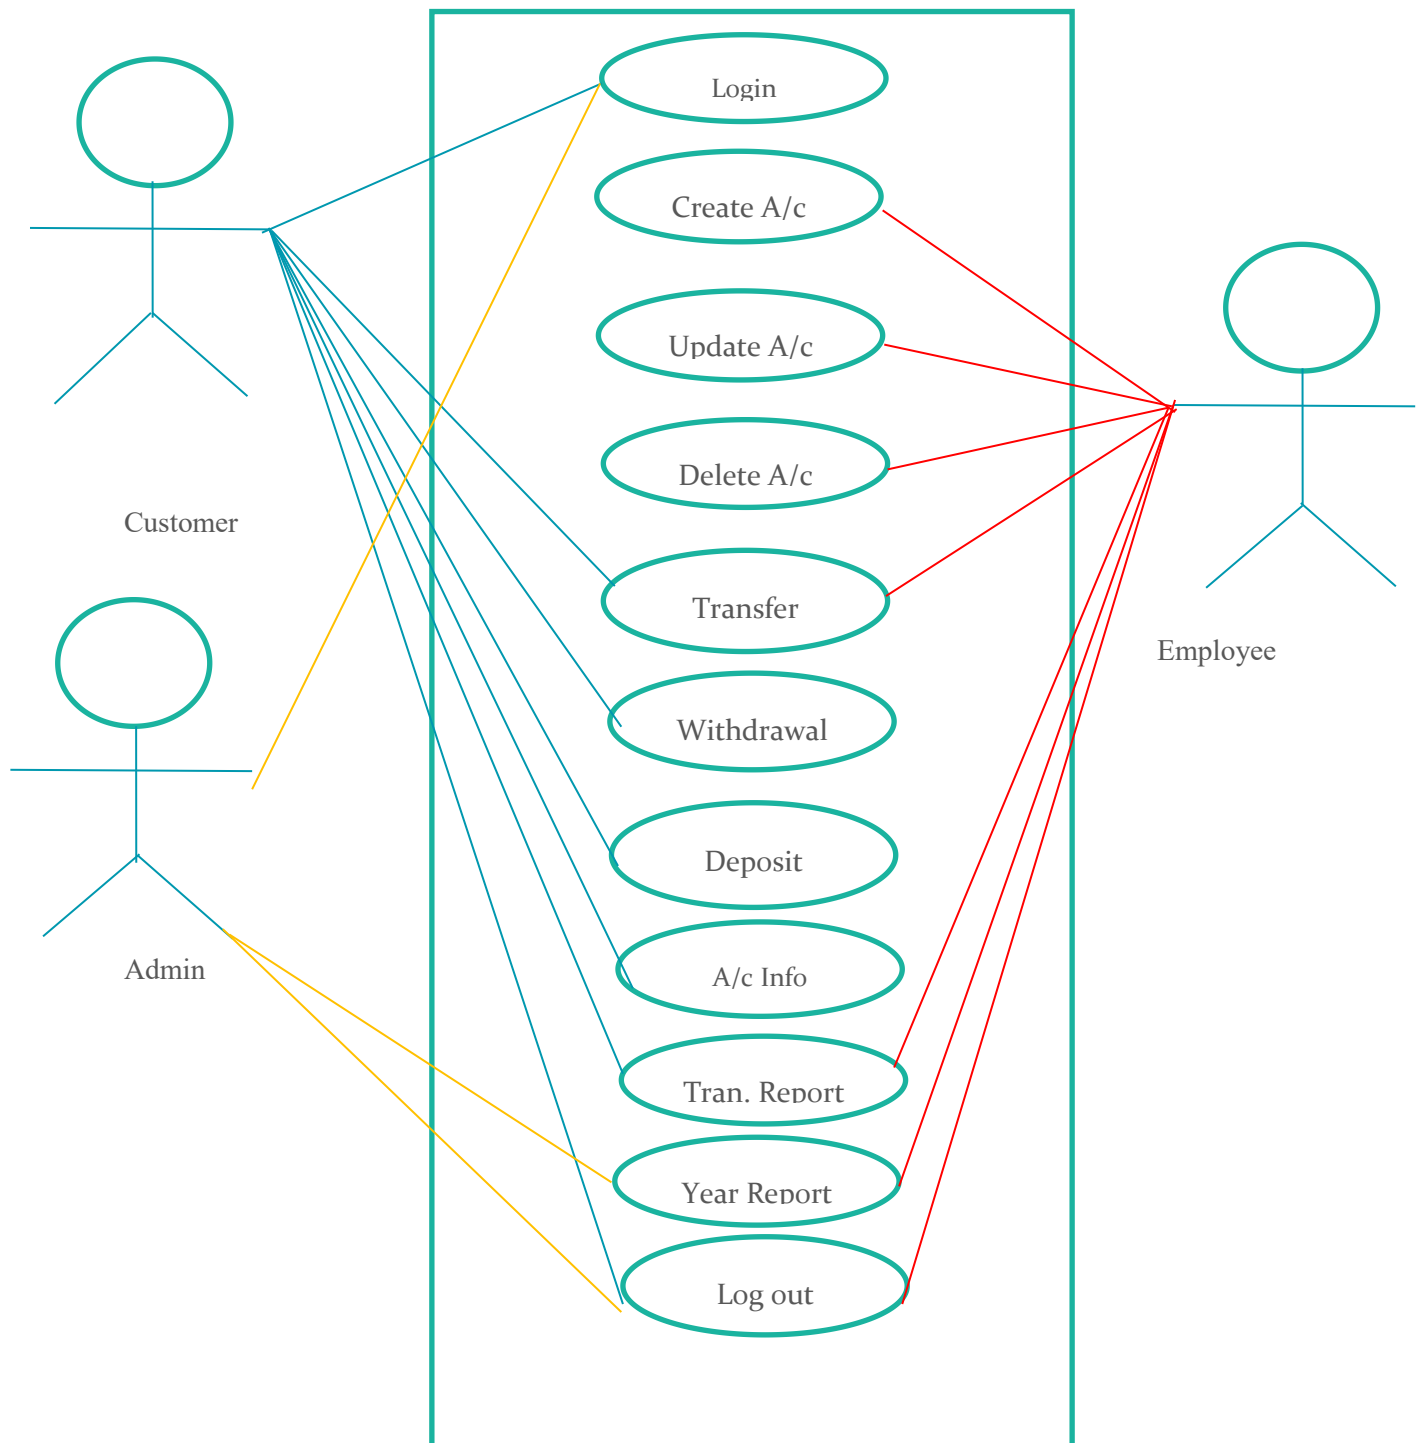 Login
Create A/c
Update A/c
Delete A/c
Customer
Transfer
Employee
Withdrawal
Deposit
Admin
A/c Info
Tran. Report
Year Report
Log out